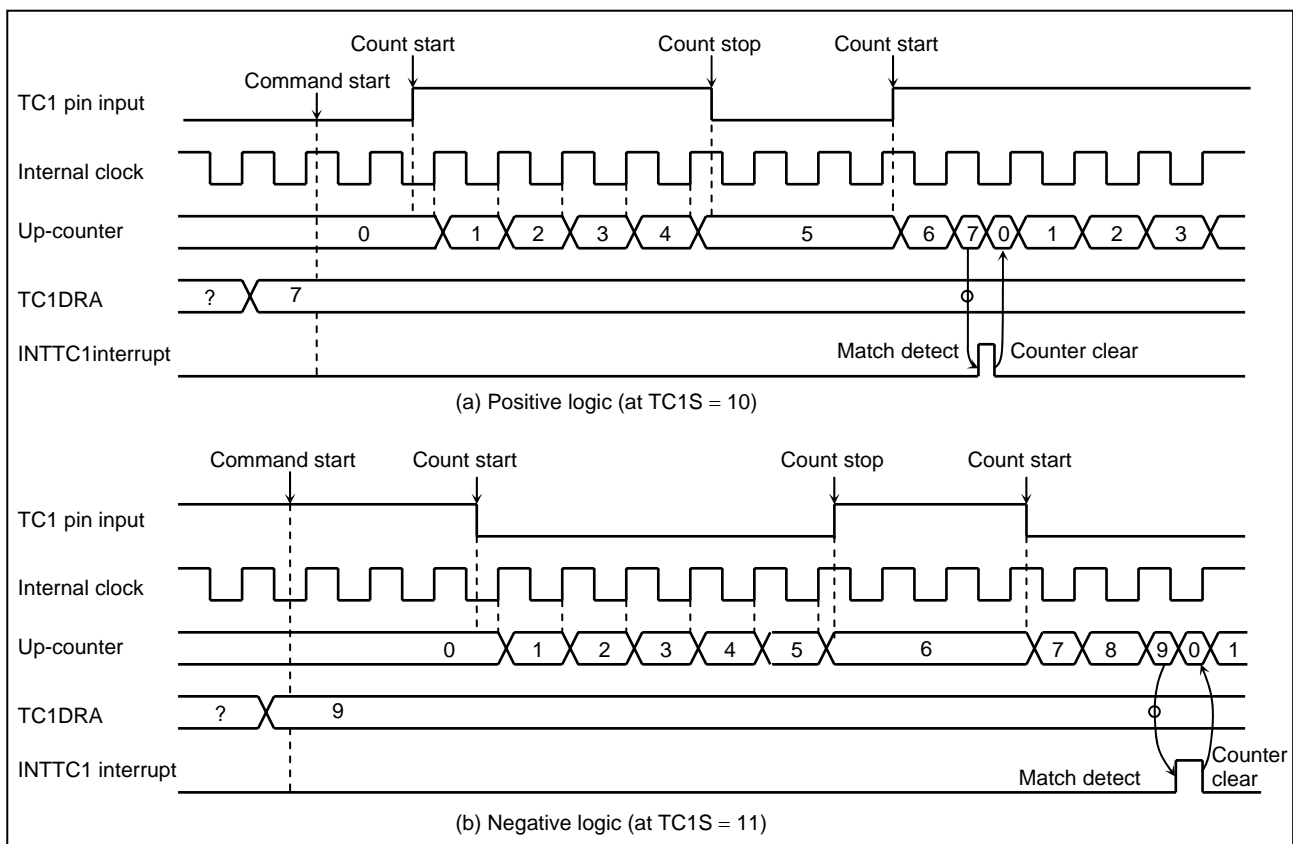 Count start Count stop Count start
Command start
TC1 pin input
Internal clock
Up-counter 0 1 2 3 4 5 6 7 0 1 2 3
TC1DRA ? 7
INTTC1interrupt Match detect Counter clear
(a) Positive logic (at TC1S = 10)
Command start Count start Count stop Count start
TC1 pin input
Internal clock
Up-counter 0 1 2 3 4 5 6 7 8 9 0 1
TC1DRA ? 9
INTTC1 interrupt Match detect Counter
clear
(b) Negative logic (at TC1S = 11)